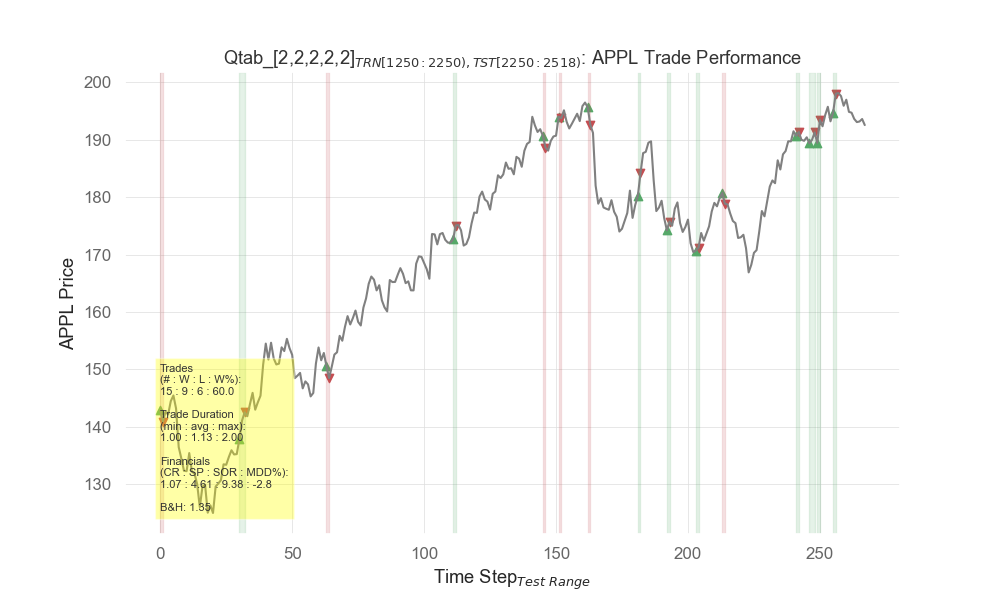 Qtab_[2,2,2,2,2]TRN[1250:2250),TST[2250:2518): APPL Trade Performance
200
190
180
170
160
150
140
130
APPL Price
Trades
(# : W : L : W%):
15 : 9 : 6 : 60.0
Trade Duration
(min : avg : max):
1.00 : 1.13 : 2.00
Financials
(CR : SP : SOR : MDD%):
1.07 : 4.61 : 9.38 : -2.8
B&H: 1.35
0 50 100 150 200 250
Time StepTest Range